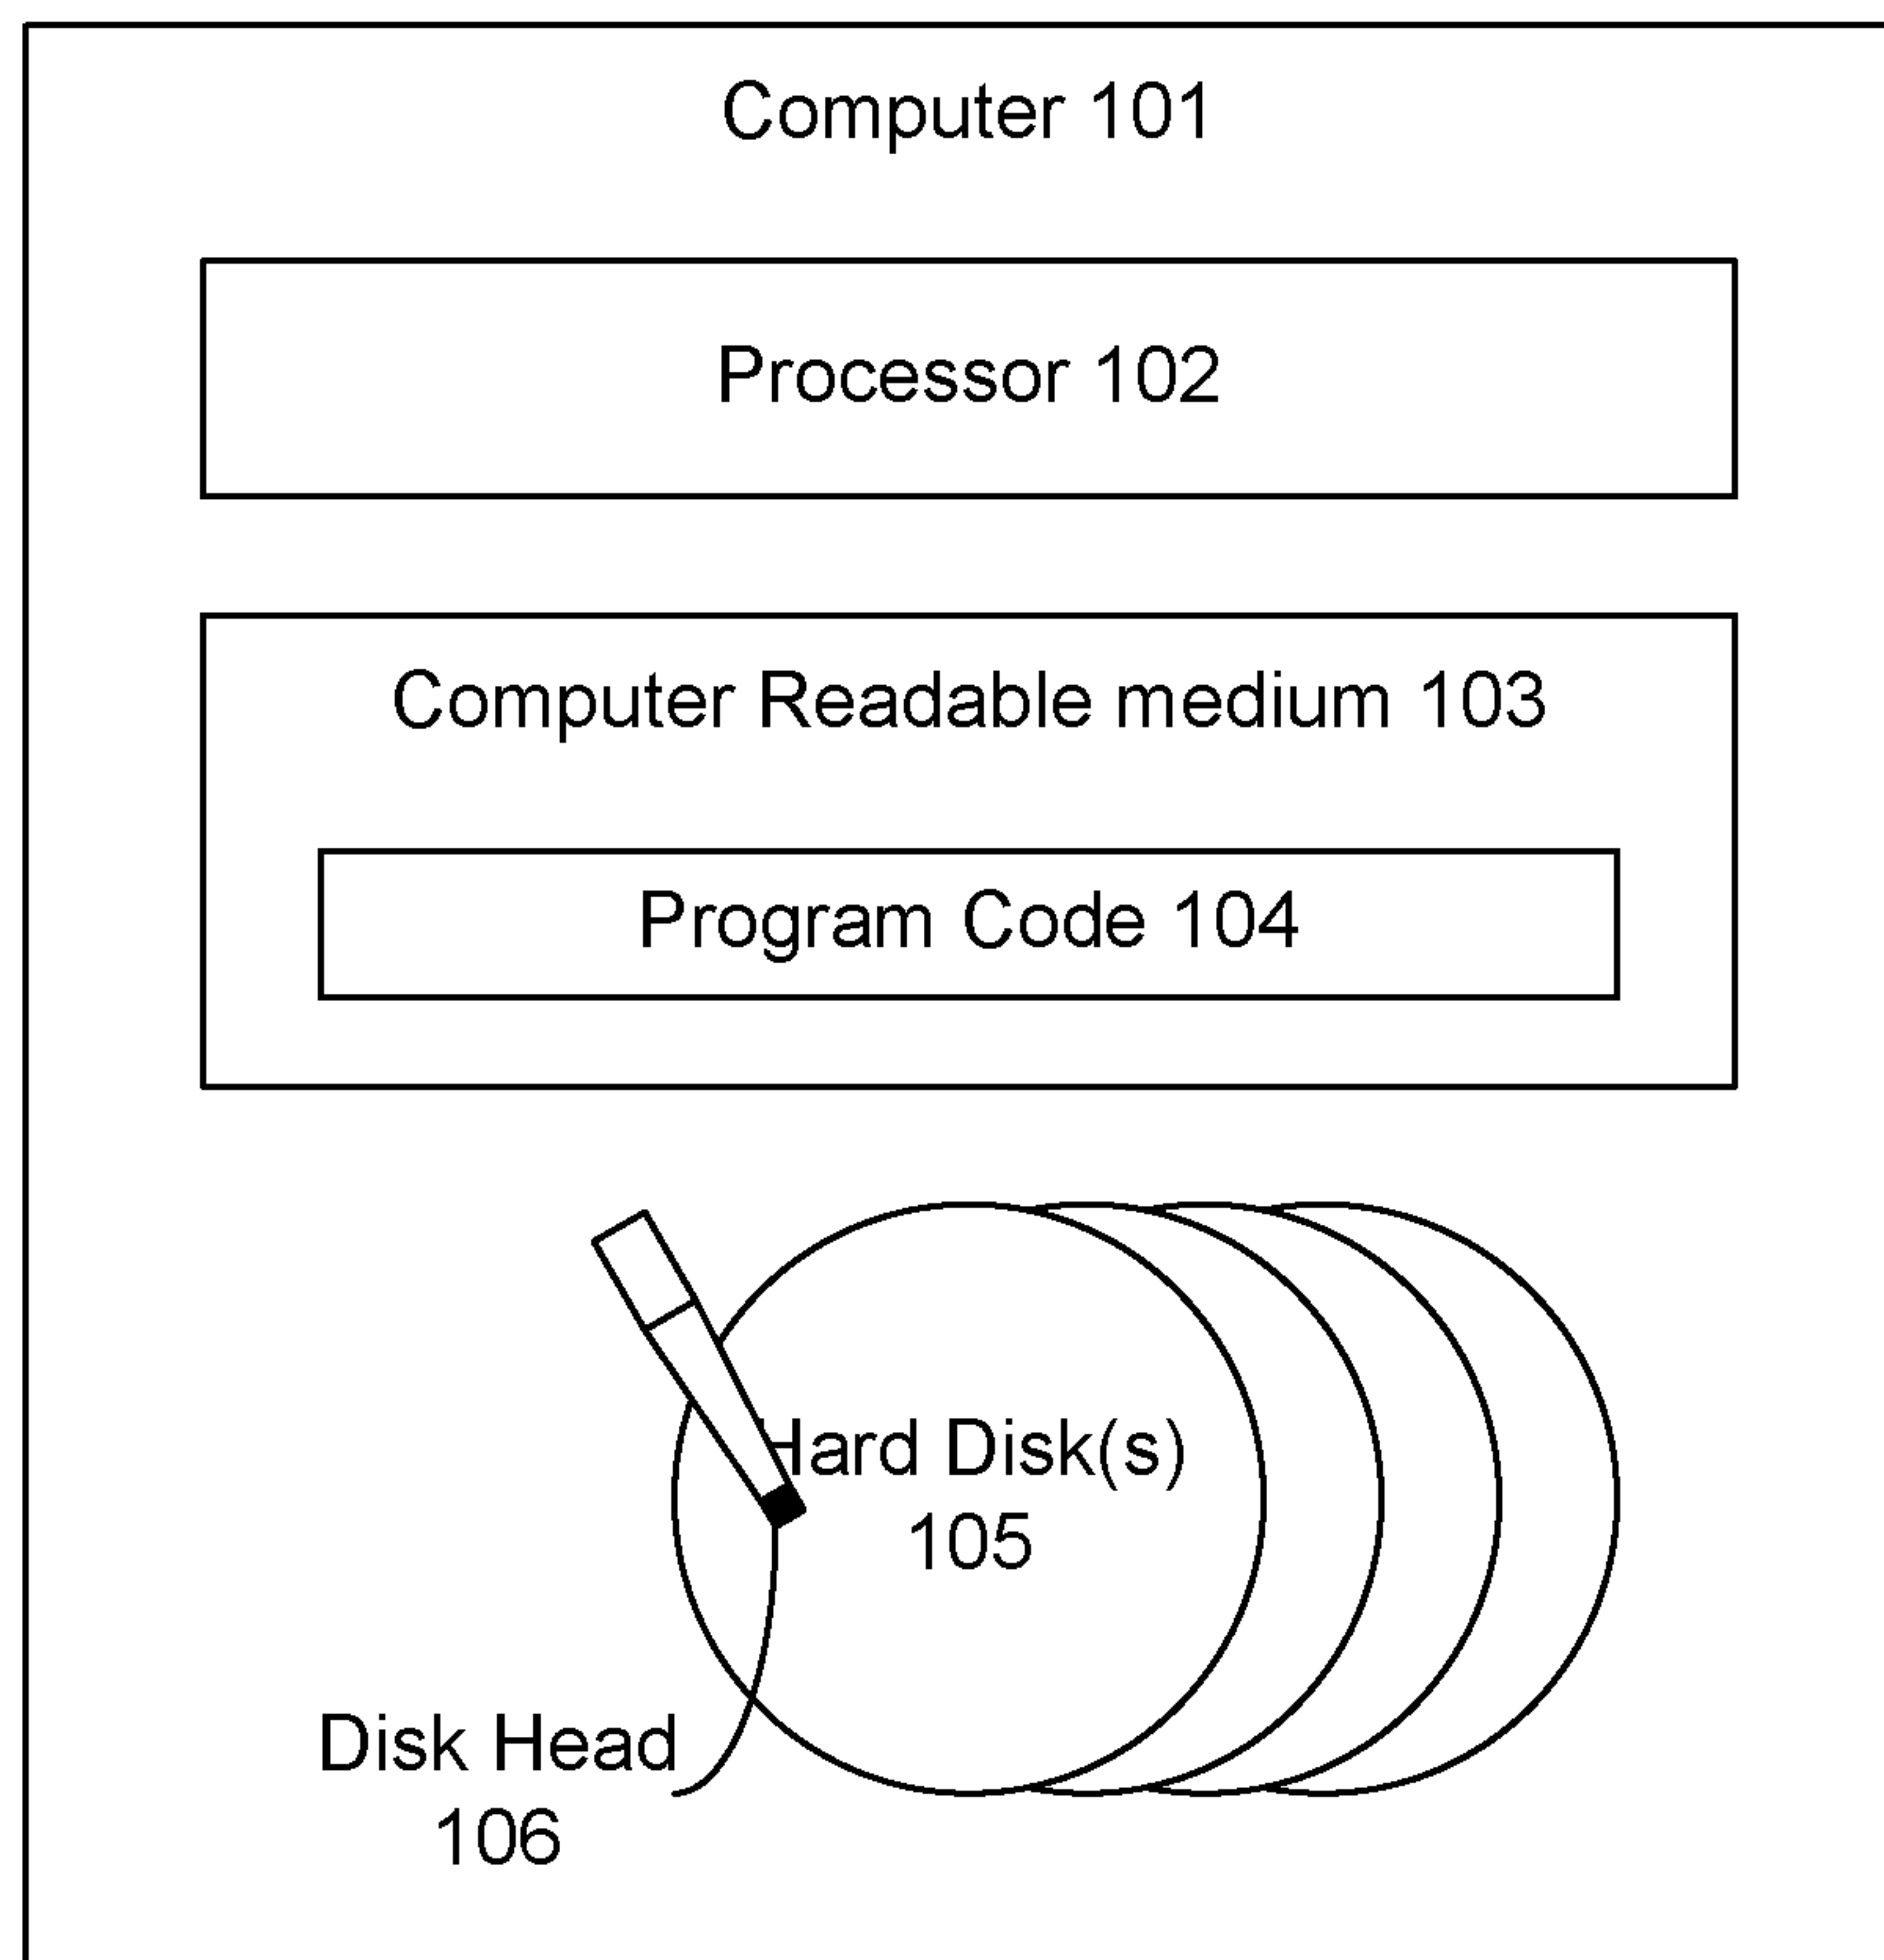 Computer 101
Processor 102
Computer Readable medium 103
Program Code 104
Hard Disk(s)
105
Disk Head
106